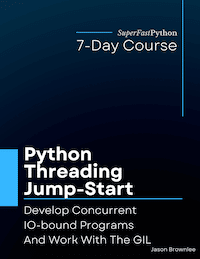 SuperFastPython
7-Day Course
Python
Threading
Jump-Start
Develop Concurrent
IO-bound Programs
And Work With The GIL
Jason Brownlee